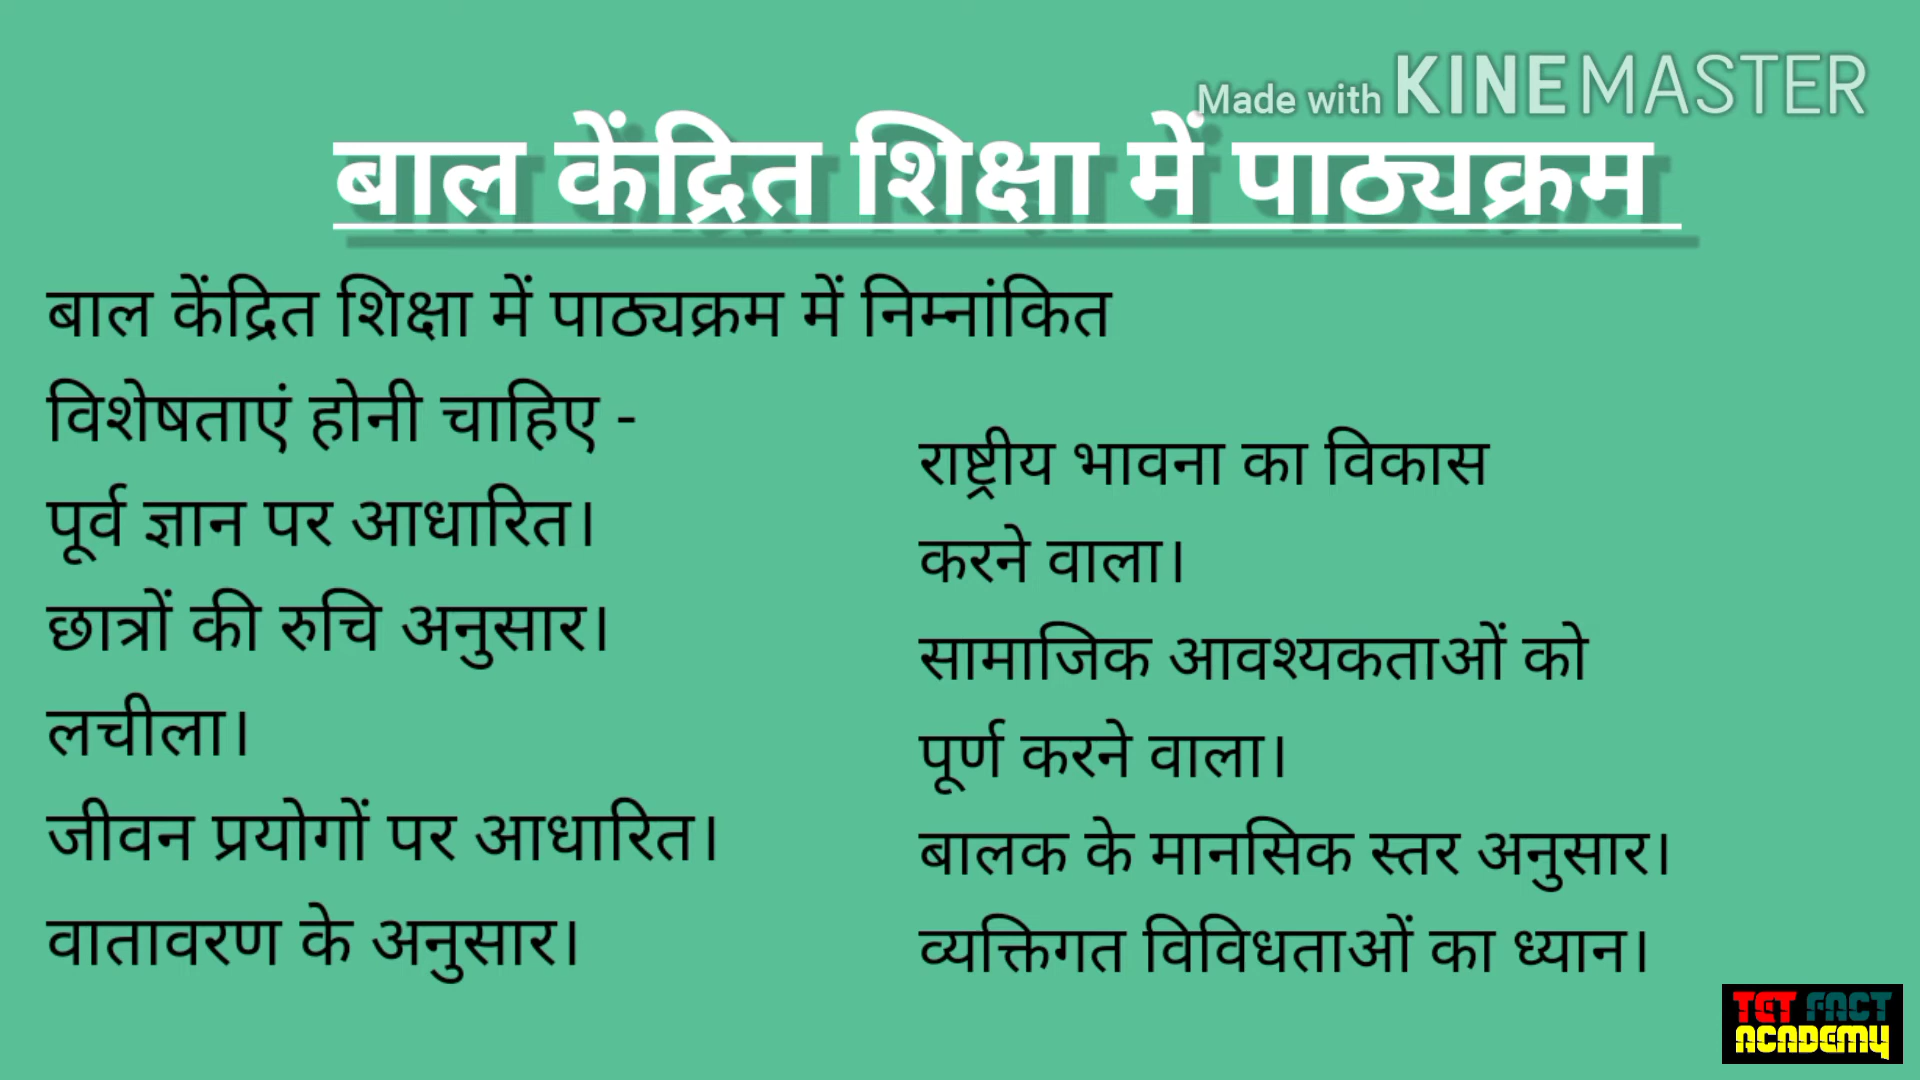 Made with KINEMASTER
बाल केंद्रित शिक्षा में पाठ्यक्रम
बाल केंद्रित शिक्षा में पाठ्यक्रम में निम्नांकित
विशेषताएं होनी चाहिए -
पूर्व ज्ञान पर आधारित।
छात्रों की रुचि अनुसार।
लचीला।
जीवन प्रयोगों पर आधारित।
वातावरण के अनुसार।
राष्ट्रीय भावना का विकास
करने वाला।
सामाजिक आवश्यकताओं को
पूर्ण करने वाला।
बालक के मानसिक स्तर अनुसार।
व्यक्तिगत विविधताओं का ध्यान।
TET FACT
ACADEMY